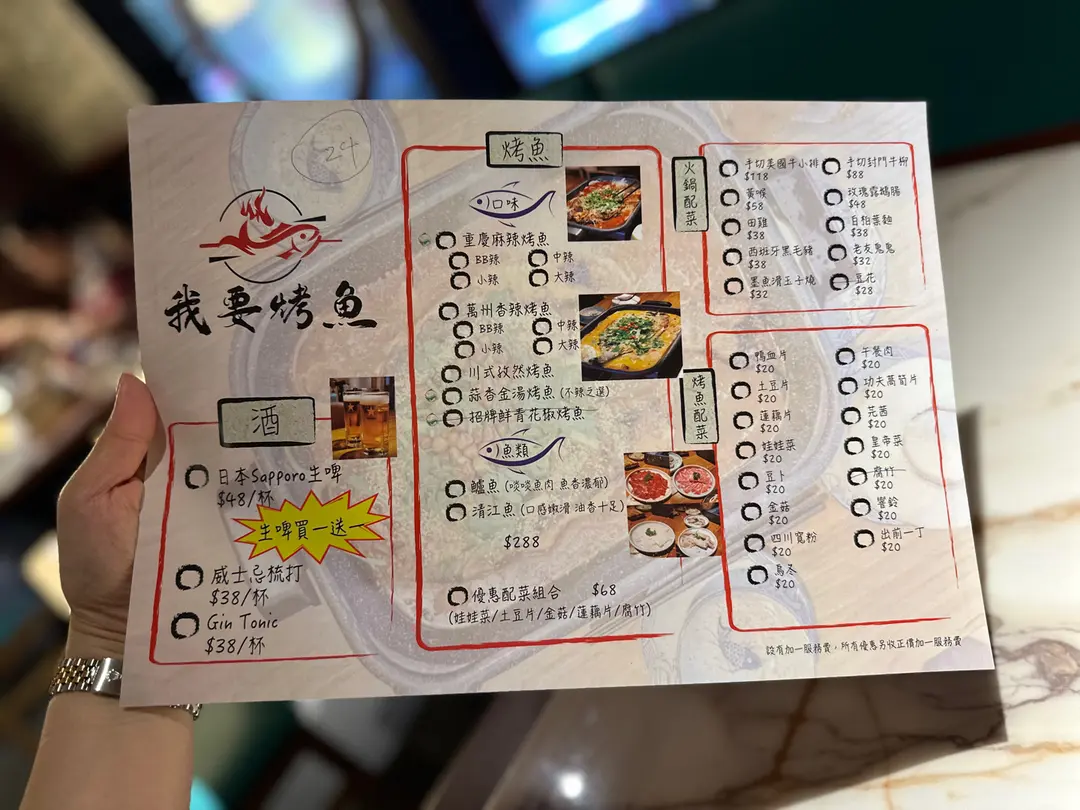 24
我要烤魚
酒
日本Sapporo生啤
$48/杯
生啤買一送一
威士忌梳打
$38/杯
Gin Tonic
$38/杯
烤魚
口味
重慶麻辣烤魚
BB辣 中辣
小辣 大辣
萬州香辣烤魚
BB辣 中辣
小辣 大辣
川式孜然烤魚
蒜香金湯烤魚 (不辣之選)
招牌鮮青花椒烤魚
魚類
鱸魚 (啖啖魚肉 魚香濃郁)
清江魚 (口感嫩滑 油香十足)
$288
優惠配菜組合 $68
(娃娃菜/土豆片/金菇/蓮藕片/腐竹)
火鍋配菜
手切美國牛小排
$118
黃喉
$58
田雞
$38
西班牙黑毛豬
$38
墨魚滑王十燒
$32
手切封門牛柳
$88
玫瑰露鵝腸
$48
日拍葉麵
$38
老友鬼鬼
$32
豆花
$28
烤魚配菜
鴨血片
$20
土豆片
$20
蓮藕片
$20
娃娃菜
$20
豆卜
$20
金菇
$20
四川寬粉
$20
烏冬
$20
午餐肉
$20
功夫萵筍片
$20
芫茜
$20
皇帝菜
$20
腐竹
$20
響鈴
$20
出前一丁
$20
設有加一服務費，所有優惠另收正價加一服務費